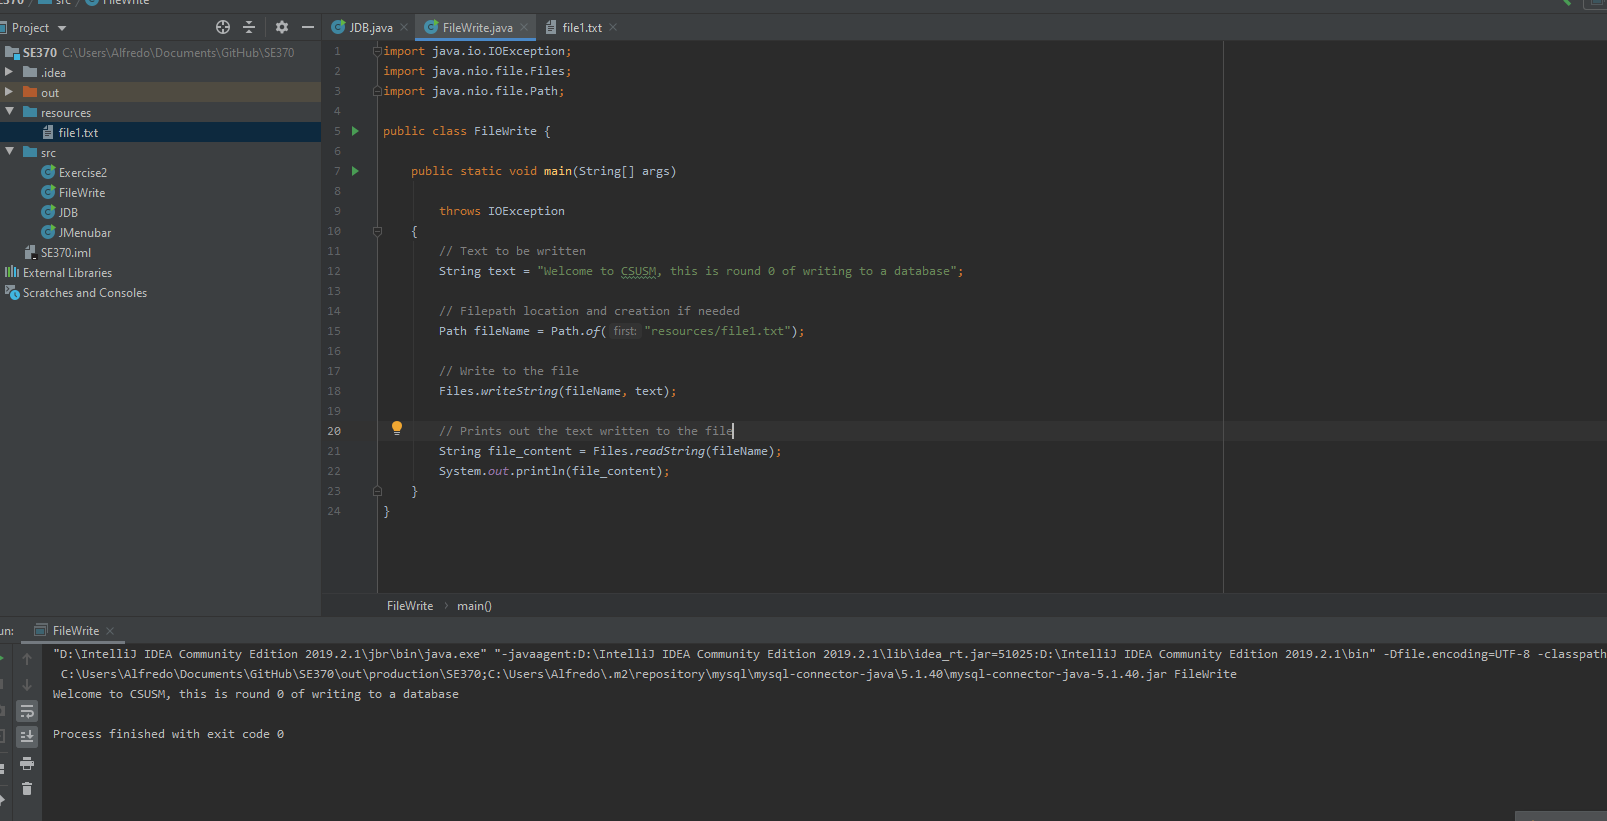 src FileWrite
Project
JDB.java
FileWrite.java
file1.txt
SE370 C:\Users\Alfredo\Documents\GitHub\SE370
.idea
out
resources
file1.txt
src
Exercise2
FileWrite
JDB
JMenubar
SE370.iml
External Libraries
Scratches and Consoles
1 import java.io.IOException;
2 import java.nio.file.Files;
3 import java.nio.file.Path;
4
5 public class FileWrite {
6
7 public static void main(String[] args)
8
9 throws IOException
10 {
11 // Text to be written
12 String text = "Welcome to CSUSM, this is round 0 of writing to a database";
13
14 // Filepath location and creation if needed
15 Path fileName = Path.of( first: "resources/file1.txt");
16
17 // Write to the file
18 Files.writeString(fileName, text);
19
20 // Prints out the text written to the file
21 String file_content = Files.readString(fileName);
22 System.out.println(file_content);
23 }
24 }
FileWrite › main()
FileWrite
"D:\IntelliJ IDEA Community Edition 2019.2.1\jbr\bin\java.exe" "-javaagent:D:\IntelliJ IDEA Community Edition 2019.2.1\lib\idea_rt.jar=51025:D:\IntelliJ IDEA Community Edition 2019.2.1\bin" -Dfile.encoding=UTF-8 -classpath
C:\Users\Alfredo\Documents\GitHub\SE370\out\production\SE370;C:\Users\Alfredo\.m2\repository\mysql\mysql-connector-java\5.1.40\mysql-connector-java-5.1.40.jar FileWrite
Welcome to CSUSM, this is round 0 of writing to a database
Process finished with exit code 0